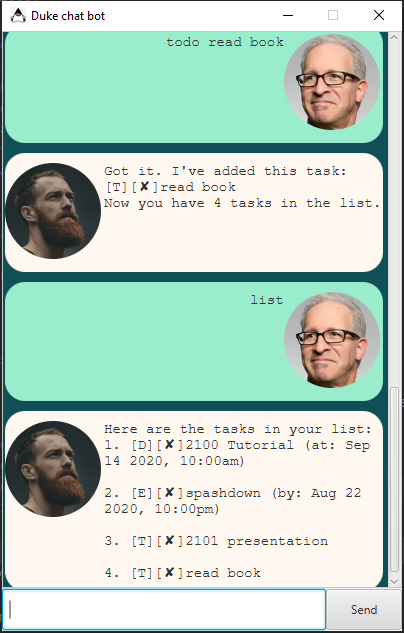 Duke chat bot
todo read book
Got it. I've added this task:
[T][✘]read book
Now you have 4 tasks in the list.
list
Here are the tasks in your list:
1. [D][✘]2100 Tutorial (at: Sep
14 2020, 10:00am)
2. [E][✘]spashdown (by: Aug 22
2020, 10:00pm)
3. [T][✘]2101 presentation
4. [T][✘]read book
Send